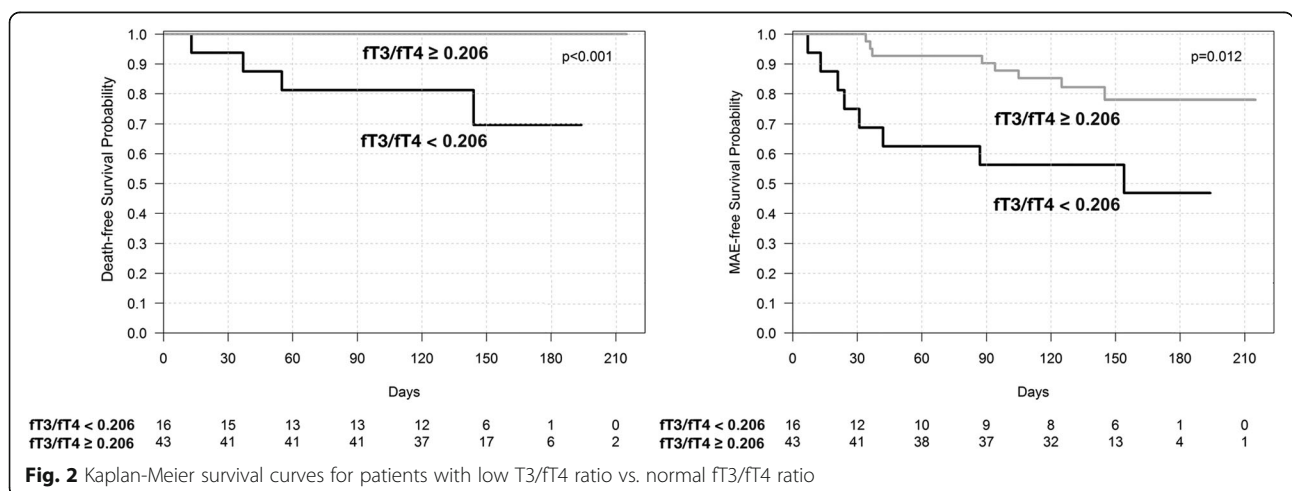 1.0
0.9
0.8
0.7
0.6
0.5
0.4
0.3
0.2
0.1
0.0
Death-free Survival Probability
fT3/fT4 ≥ 0.206
p<0.001
fT3/fT4 < 0.206
0 30 60 90 120 150 180 210
Days
fT3/fT4 < 0.206 16 15 13 13 12 6 1 0
fT3/fT4 ≥ 0.206 43 41 41 41 37 17 6 2
1.0
0.9
0.8
0.7
0.6
0.5
0.4
0.3
0.2
0.1
0.0
MAE-free Survival Probability
p=0.012
fT3/fT4 ≥ 0.206
fT3/fT4 < 0.206
0 30 60 90 120 150 180 210
Days
fT3/fT4 < 0.206 16 12 10 9 8 6 1 0
fT3/fT4 ≥ 0.206 43 41 38 37 32 13 4 1
Fig. 2 Kaplan-Meier survival curves for patients with low T3/fT4 ratio vs. normal fT3/fT4 ratio